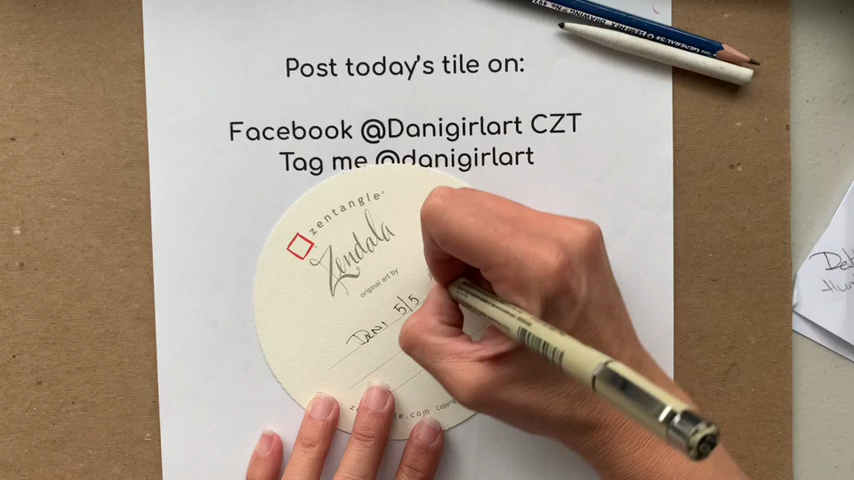 Post today's tile on:
Facebook @Danigirlart CZT
Tag me @danigirlart
zentangle
Zendala
original art by
DANI 5/5